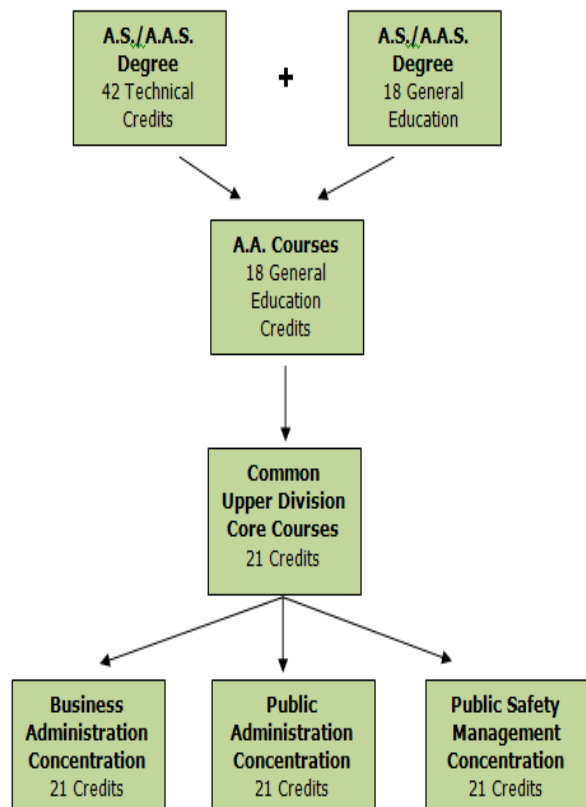 A.S./A.A.S.
Degree
42 Technical
Credits
+
A.S./A.A.S.
Degree
18 General
Education
A.A. Courses
18 General
Education
Credits
Common
Upper Division
Core Courses
21 Credits
Business
Administration
Concentration
21 Credits
Public
Administration
Concentration
21 Credits
Public Safety
Management
Concentration
21 Credits